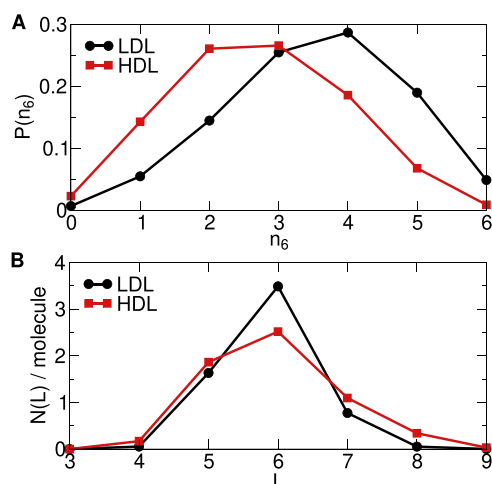 A
0.3
LDL
HDL
0.2
P(n6)
0.1
0
0 1 2 3 4 5 6
n6
B
4
LDL
HDL
3
N(L) / molecule
2
1
0
3 4 5 6 7 8 9
L